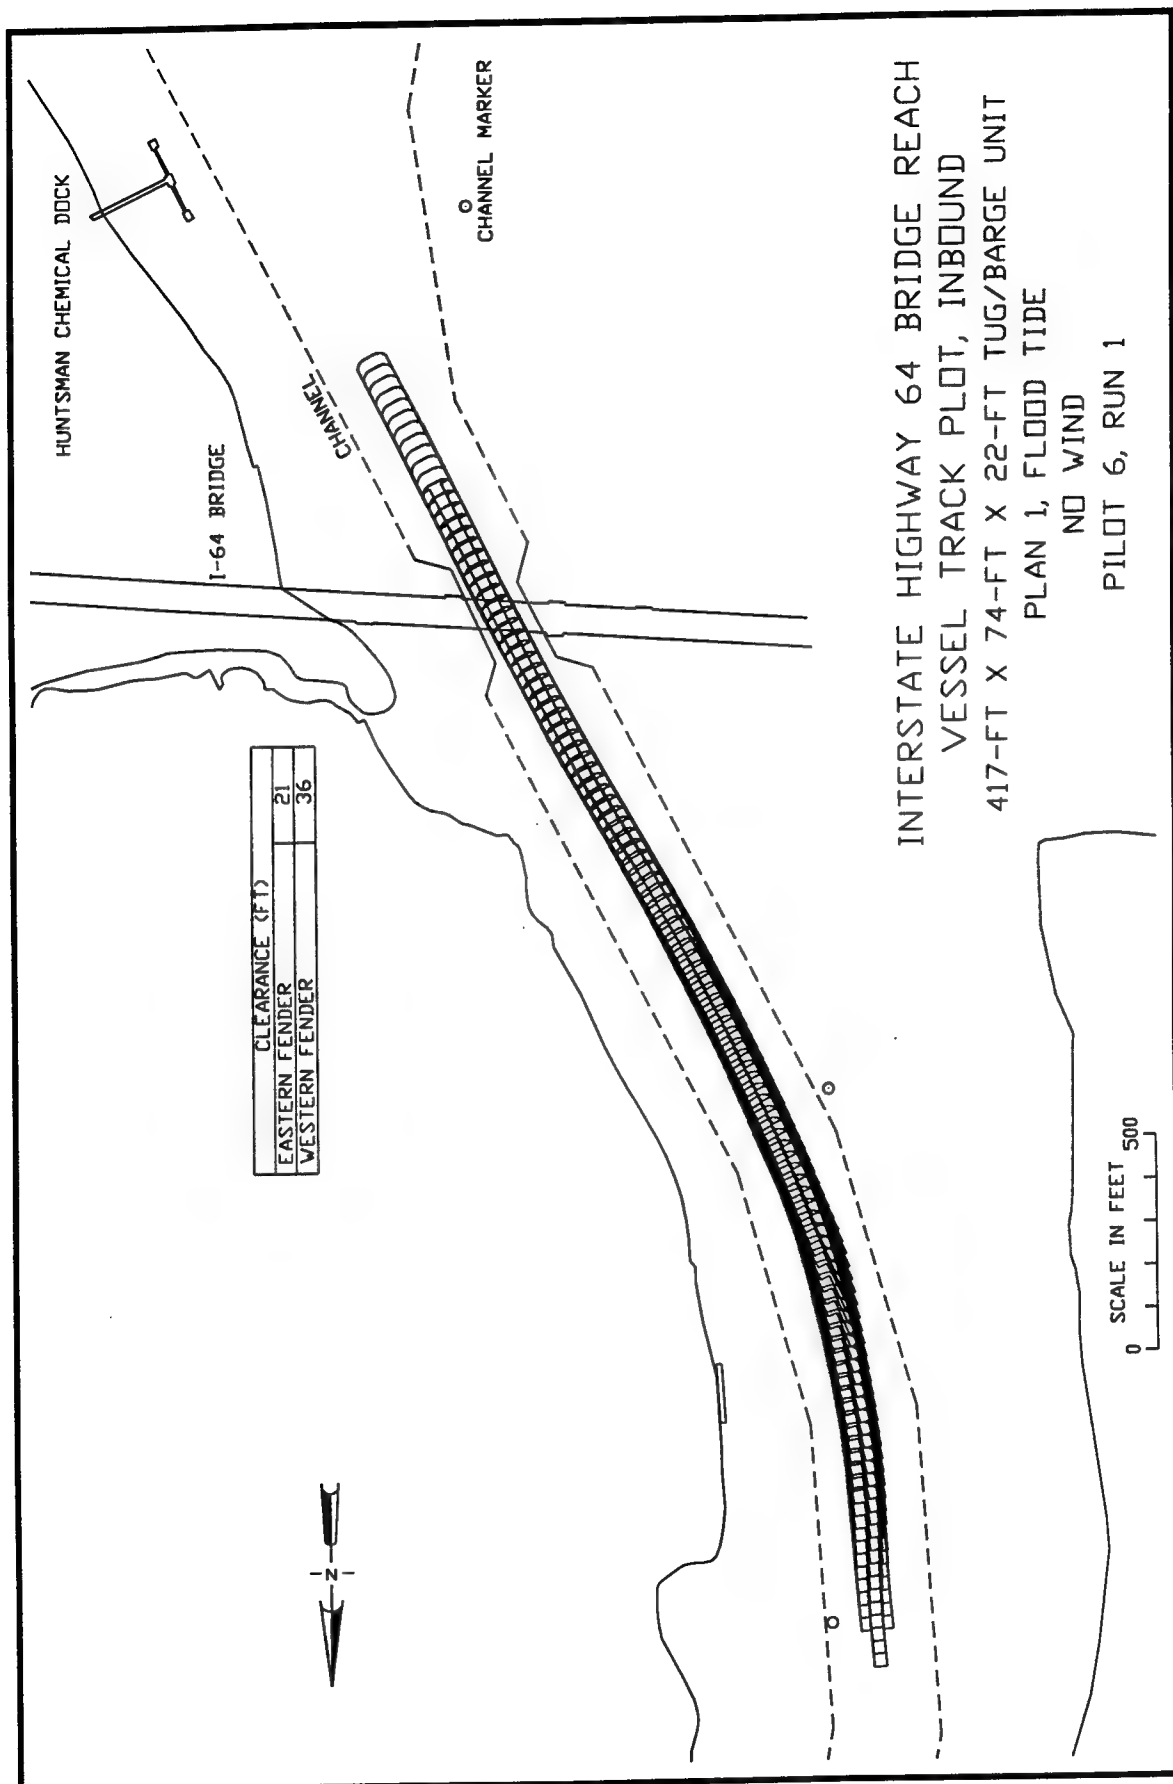 HUNTSMAN CHEMICAL DOCK
CHANNEL MARKER
CHANNEL
I-64 BRIDGE
CLEARANCE (FT)
EASTERN FENDER 21
WESTERN FENDER 36
-N-
INTERSTATE HIGHWAY 64 BRIDGE REACH
VESSEL TRACK PLOT, INBOUND
417-FT X 74-FT X 22-FT TUG/BARGE UNIT
PLAN 1, FLOOD TIDE
NO WIND
PILOT 6, RUN 1
SCALE IN FEET
0 500